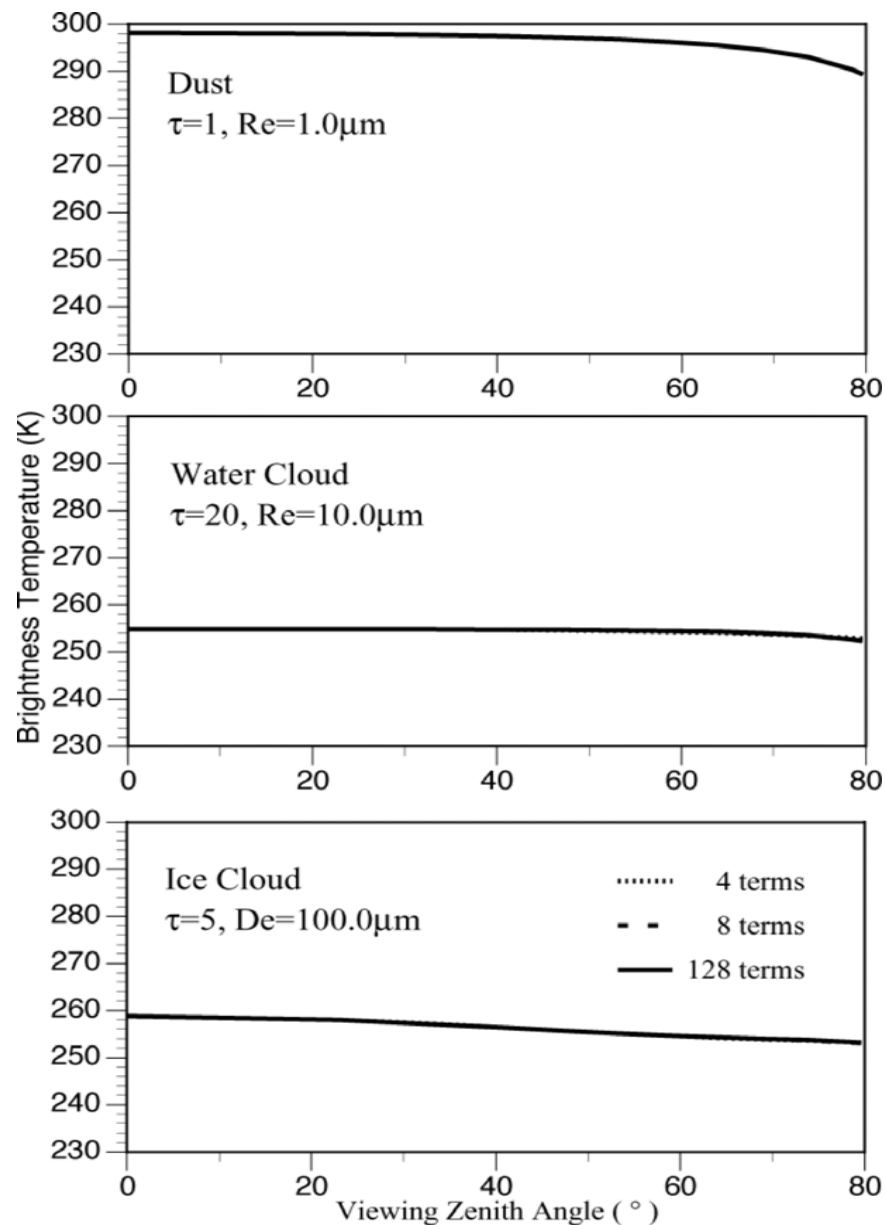 Brightness Temperature (K)
300
290
280
270
260
250
240
230
Dust
τ=1, Re=1.0μm
0 20 40 60 80
300
290
280
270
260
250
240
230
Water Cloud
τ=20, Re=10.0μm
0 20 40 60 80
300
290
280
270
260
250
240
230
Ice Cloud
τ=5, De=100.0μm
4 terms
8 terms
128 terms
0 20 40 60 80
Viewing Zenith Angle ( ° )